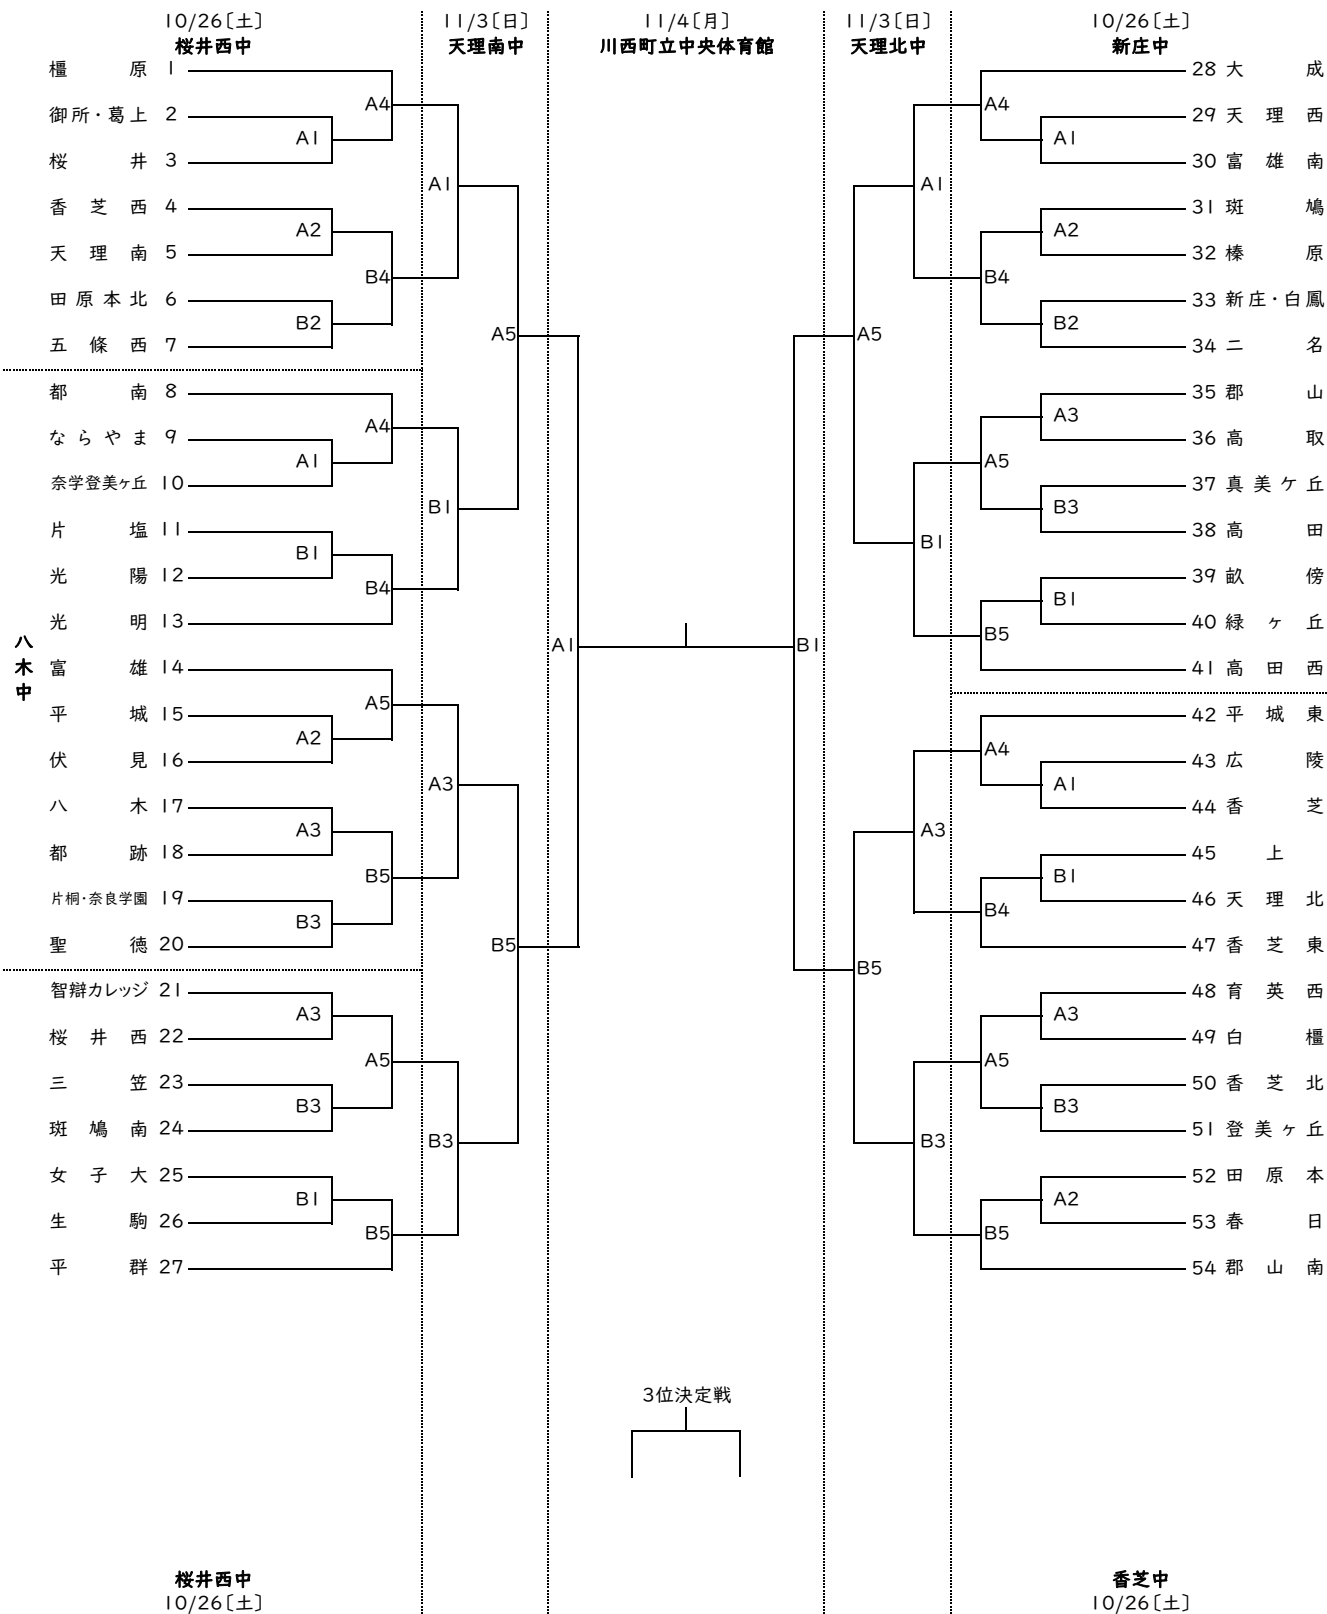 10/26〔土〕
桜井西中
11/3〔日〕
天理南中
11/4〔月〕
川西町立中央体育館
11/3〔日〕
天理北中
10/26〔土〕
新庄中
橿原 1
御所・葛上 2
桜井 3
香芝西 4
天理南 5
田原本北 6
五條西 7
都南 8
ならやま 9
奈学登美ヶ丘 10
片塩 11
光陽 12
光明 13
富雄 14
平城 15
伏見 16
八木 17
都跡 18
片桐・奈良学園 19
聖徳 20
智辯カレッジ 21
桜井西 22
三笠 23
斑鳩南 24
女子大 25
生駒 26
平群 27
八木中
A4
A1
A2
B4
B2
A4
A1
B1
B4
A5
A2
A3
B5
B3
A3
A5
B3
B1
B5
A1
B1
A3
B3
A5
B5
A1
B1
A5
B5
A1
B1
A3
B3
A4
A1
A2
B4
B2
A3
A5
B3
B1
B5
A4
A1
B1
B4
A3
A5
B3
A2
B5
28 大成
29 天理西
30 富雄南
31 斑鳩
32 榛原
33 新庄・白鳳
34 二名
35 郡山
36 高取
37 真美ケ丘
38 高田
39 畝傍
40 緑ヶ丘
41 高田西
42 平城東
43 広陵
44 香芝
45 上
46 天理北
47 香芝東
48 育英西
49 白橿
50 香芝北
51 登美ヶ丘
52 田原本
53 春日
54 郡山南
3位決定戦
桜井西中
10/26〔土〕
香芝中
10/26〔土〕